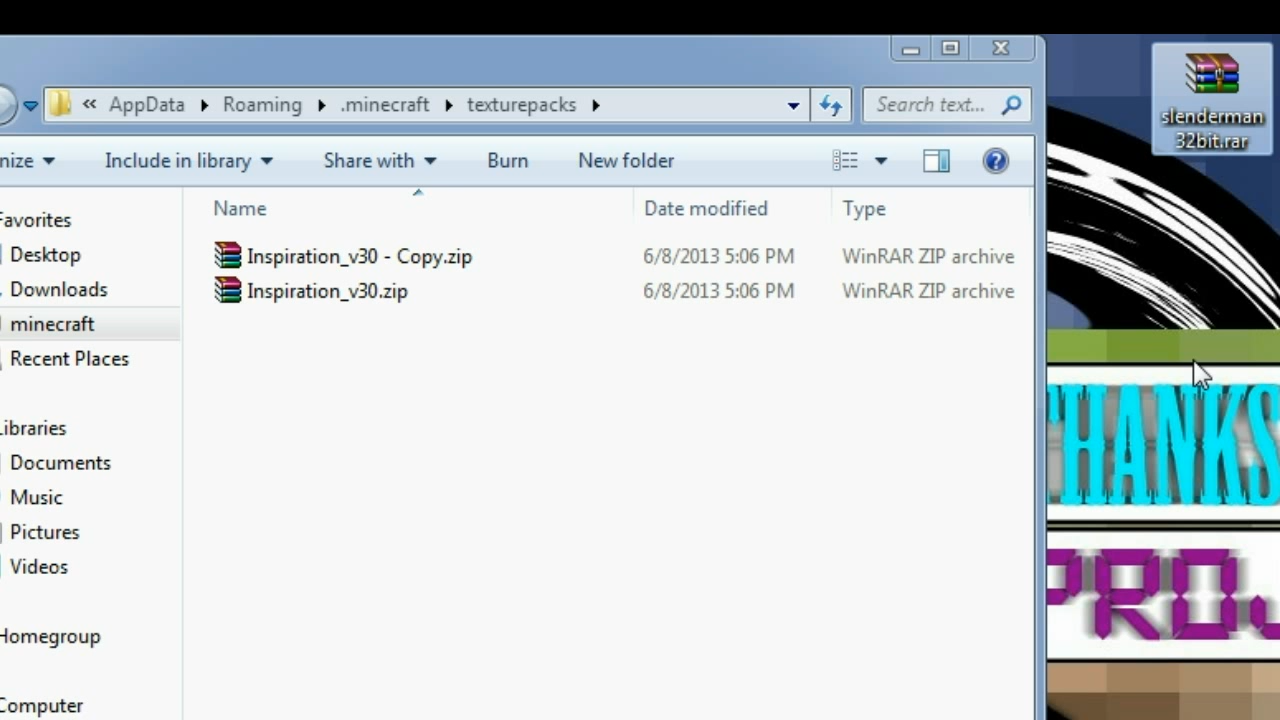 « AppData Roaming .minecraft texturepacks
Search text...
Include in library Share with Burn New folder
Name Date modified Type
Inspiration_v30 - Copy.zip 6/8/2013 5:06 PM WinRAR ZIP archive
Inspiration_v30.zip 6/8/2013 5:06 PM WinRAR ZIP archive
Favorites
Desktop
Downloads
minecraft
Recent Places
Libraries
Documents
Music
Pictures
Videos
Homegroup
Computer
slenderman
32bit.rar
THANKS